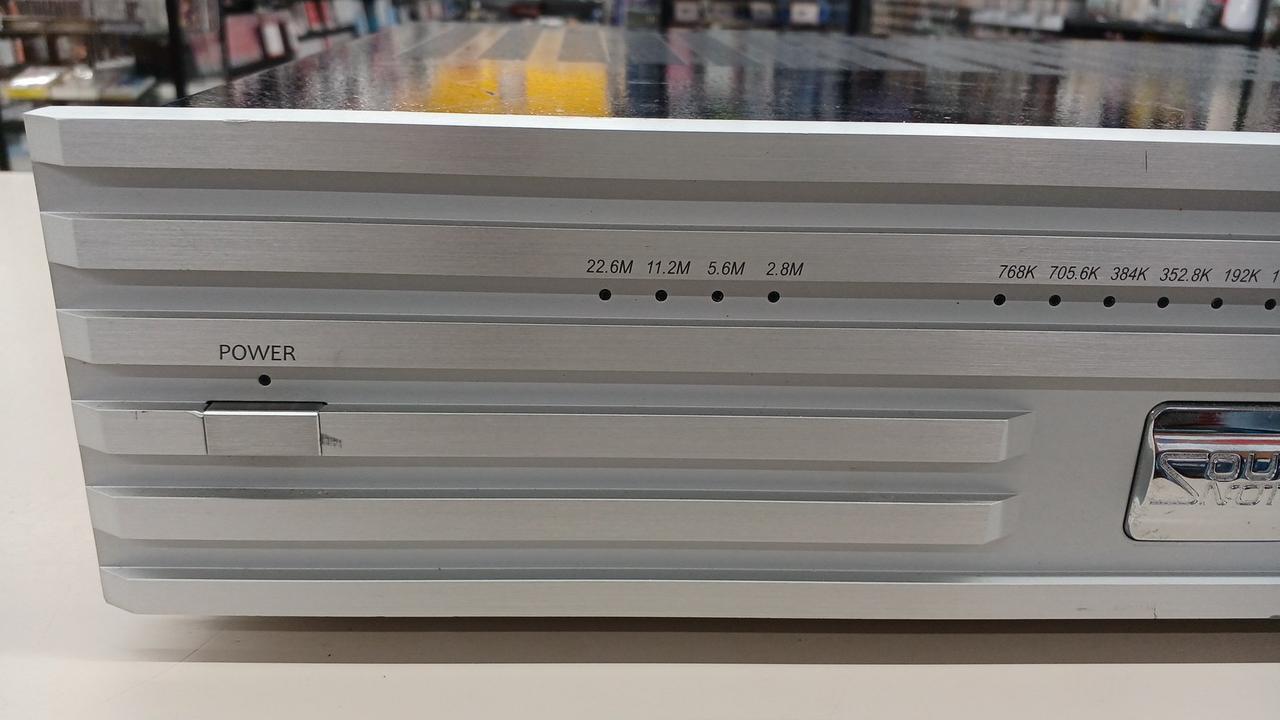 22.6M 11.2M 5.6M 2.8M
768K 705.6K 384K 352.8K 192K
POWER